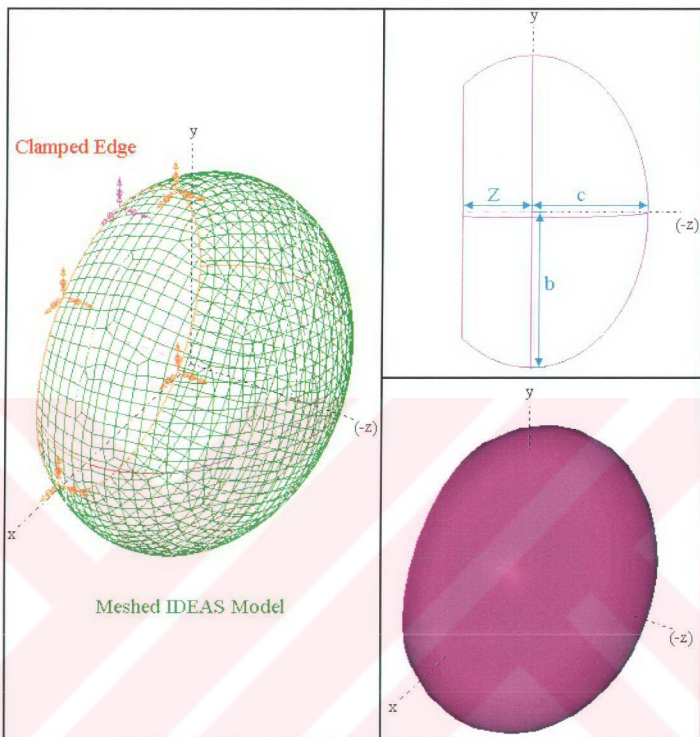 y
Clamped Edge
(-z)
x
Meshed IDEAS Model
y
Z
c
(-z)
b
y
(-z)
x